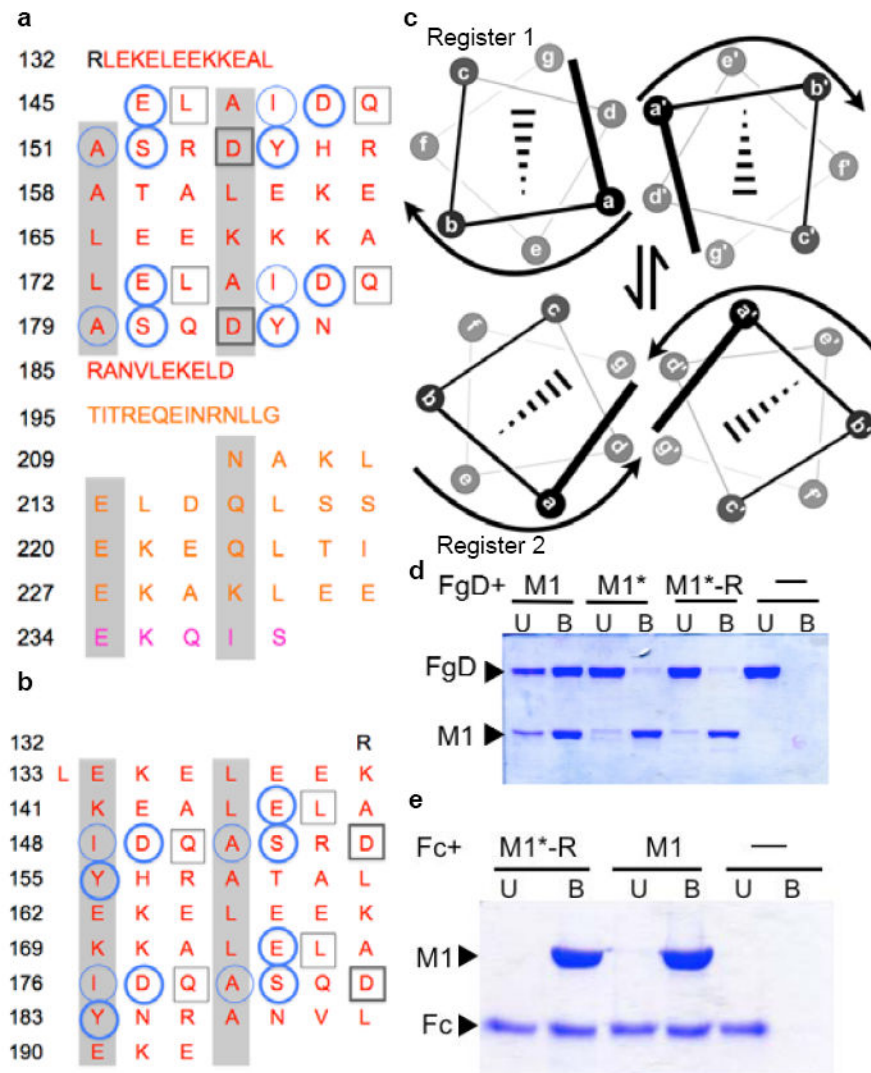 a
132 RLEKELEEKKEAL
145 E L A I D Q
151 A S R D Y H R
158 A T A L E K E
165 L E E K K K A
172 L E L A I D Q
179 A S Q D Y N
185 RANVLEKELD
195 TITREQEINRNLLG
209 N A K L
213 E L D Q L S S
220 E K E Q L T I
227 E K A K L E E
234 E K Q I S
b
132 R
133 L E K E L E E K
141 K E A L E L A
148 I D Q A S R D
155 Y H R A T A L
162 E K E L E E K
169 K K A L E L A
176 I D Q A S Q D
183 Y N R A N V L
190 E K E
c
Register 1
g
c
d
f
a
b
e
e'
b'
a'
f'
d'
c'
g'
c
f
g
b
d
e
a
a'
e'
d'
b'
g'
f'
c'
Register 2
d
FgD+ M1 M1* M1*-R —
U B U B U B U B
FgD
M1
e
Fc+ M1*-R M1 —
U B U B U B
M1
Fc